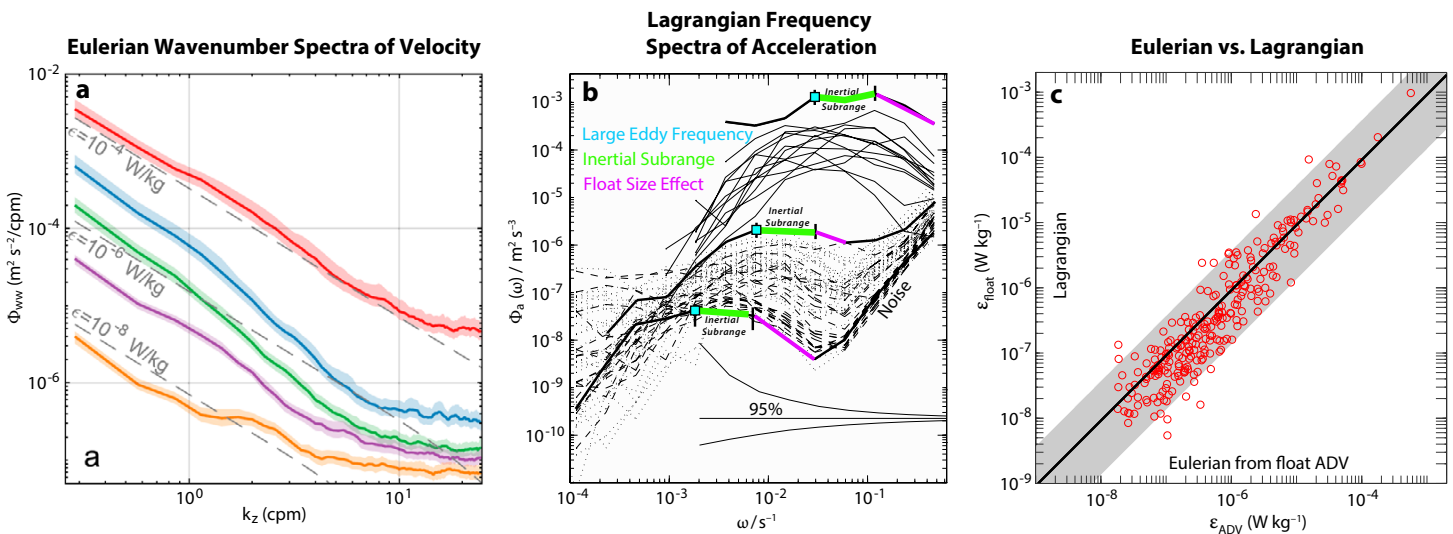 Eulerian Wavenumber Spectra of Velocity
10⁻²
10⁻⁴
10⁻⁶
Φww (m² s⁻²/cpm)
a
ϵ=10⁻⁴ W/kg
ϵ=10⁻⁶ W/kg
ϵ=10⁻⁸ W/kg
a
10⁰
10¹
kz (cpm)
Lagrangian Frequency
Spectra of Acceleration
10⁻³
10⁻⁴
10⁻⁵
10⁻⁶
10⁻⁷
10⁻⁸
10⁻⁹
10⁻¹⁰
Φa (ω) / m² s⁻³
b
Inertial
Subrange
Large Eddy Frequency
Inertial Subrange
Float Size Effect
Inertial
Subrange
Inertial
Subrange
Noise
95%
10⁻⁴
10⁻³
10⁻²
10⁻¹
ω/s⁻¹
Eulerian vs. Lagrangian
10⁻³
10⁻⁴
10⁻⁵
10⁻⁶
10⁻⁷
10⁻⁸
10⁻⁹
εfloat (W kg⁻¹)
Lagrangian
c
Eulerian from float ADV
10⁻⁸
10⁻⁶
10⁻⁴
εADV (W kg⁻¹)